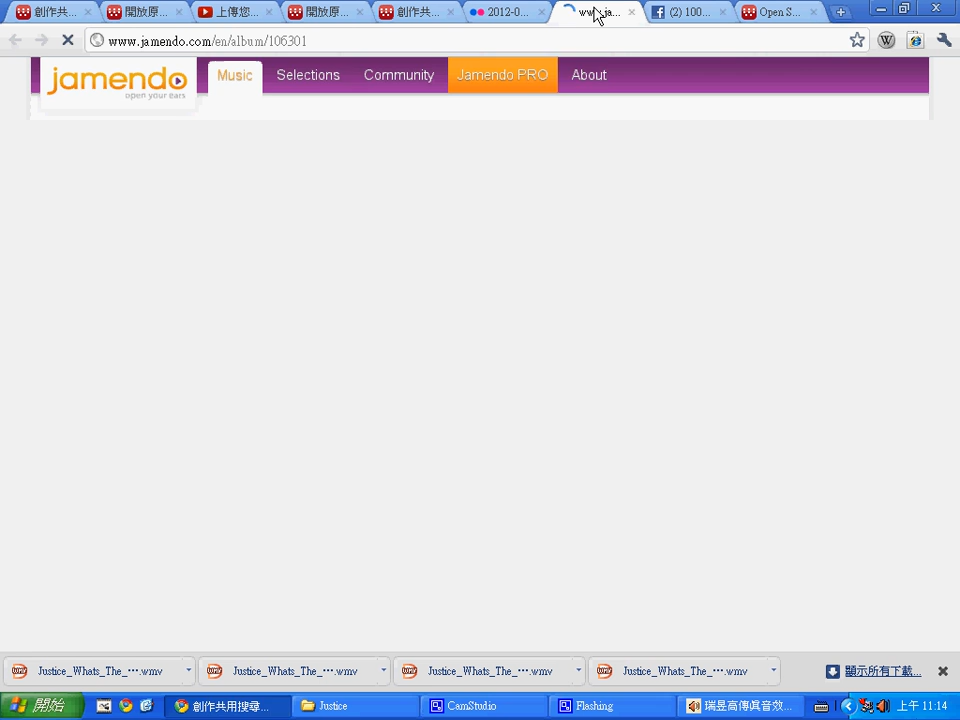 創作共...
開放原...
上傳您...
開放原...
創作共...
2012-0...
www.ja...
(2) 100...
Open S...
www.jamendo.com/en/album/106301
W
jamendo
open your ears
Music
Selections
Community
Jamendo PRO
About
Justice_Whats_The_...wmv
Justice_Whats_The_...wmv
Justice_Whats_The_...wmv
Justice_Whats_The_...wmv
顯示所有下載...
開始
創作共用搜尋...
Justice
CamStudio
Flashing
瑞昱高傳真音效...
上午 11:14